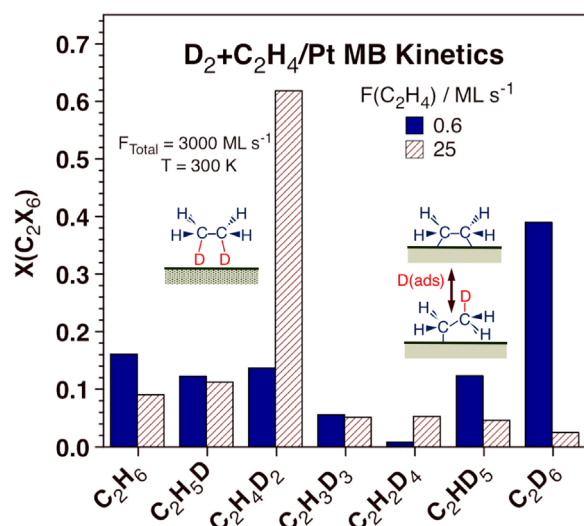 D₂+C₂H₄/Pt MB Kinetics
F(C₂H₄) / ML s⁻¹
0.6
25
F_Total = 3000 ML s⁻¹
T = 300 K
X(C₂X₆)
0.7
0.6
0.5
0.4
0.3
0.2
0.1
0.0
H H
H C C H
D D
H H
H C C H
D(ads)
D
H C H
H C H
C₂H₆
C₂H₅D
C₂H₄D₂
C₂H₃D₃
C₂H₂D₄
C₂HD₅
C₂D₆